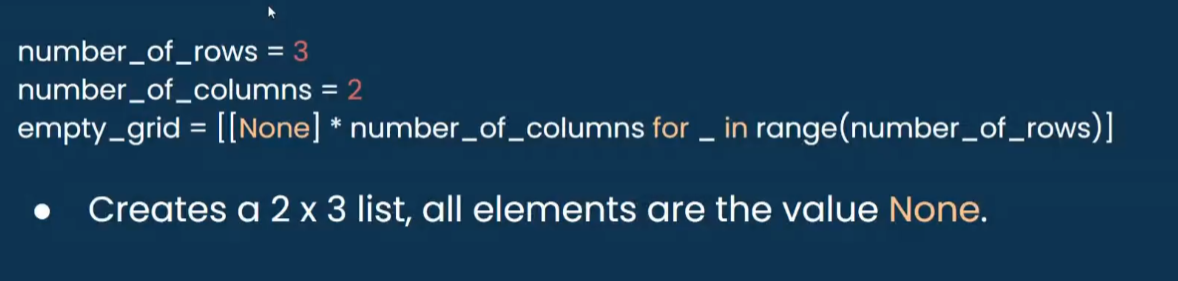 number_of_rows = 3
number_of_columns = 2
empty_grid = [[None] * number_of_columns for _ in range(number_of_rows)]
● Creates a 2 x 3 list, all elements are the value None.